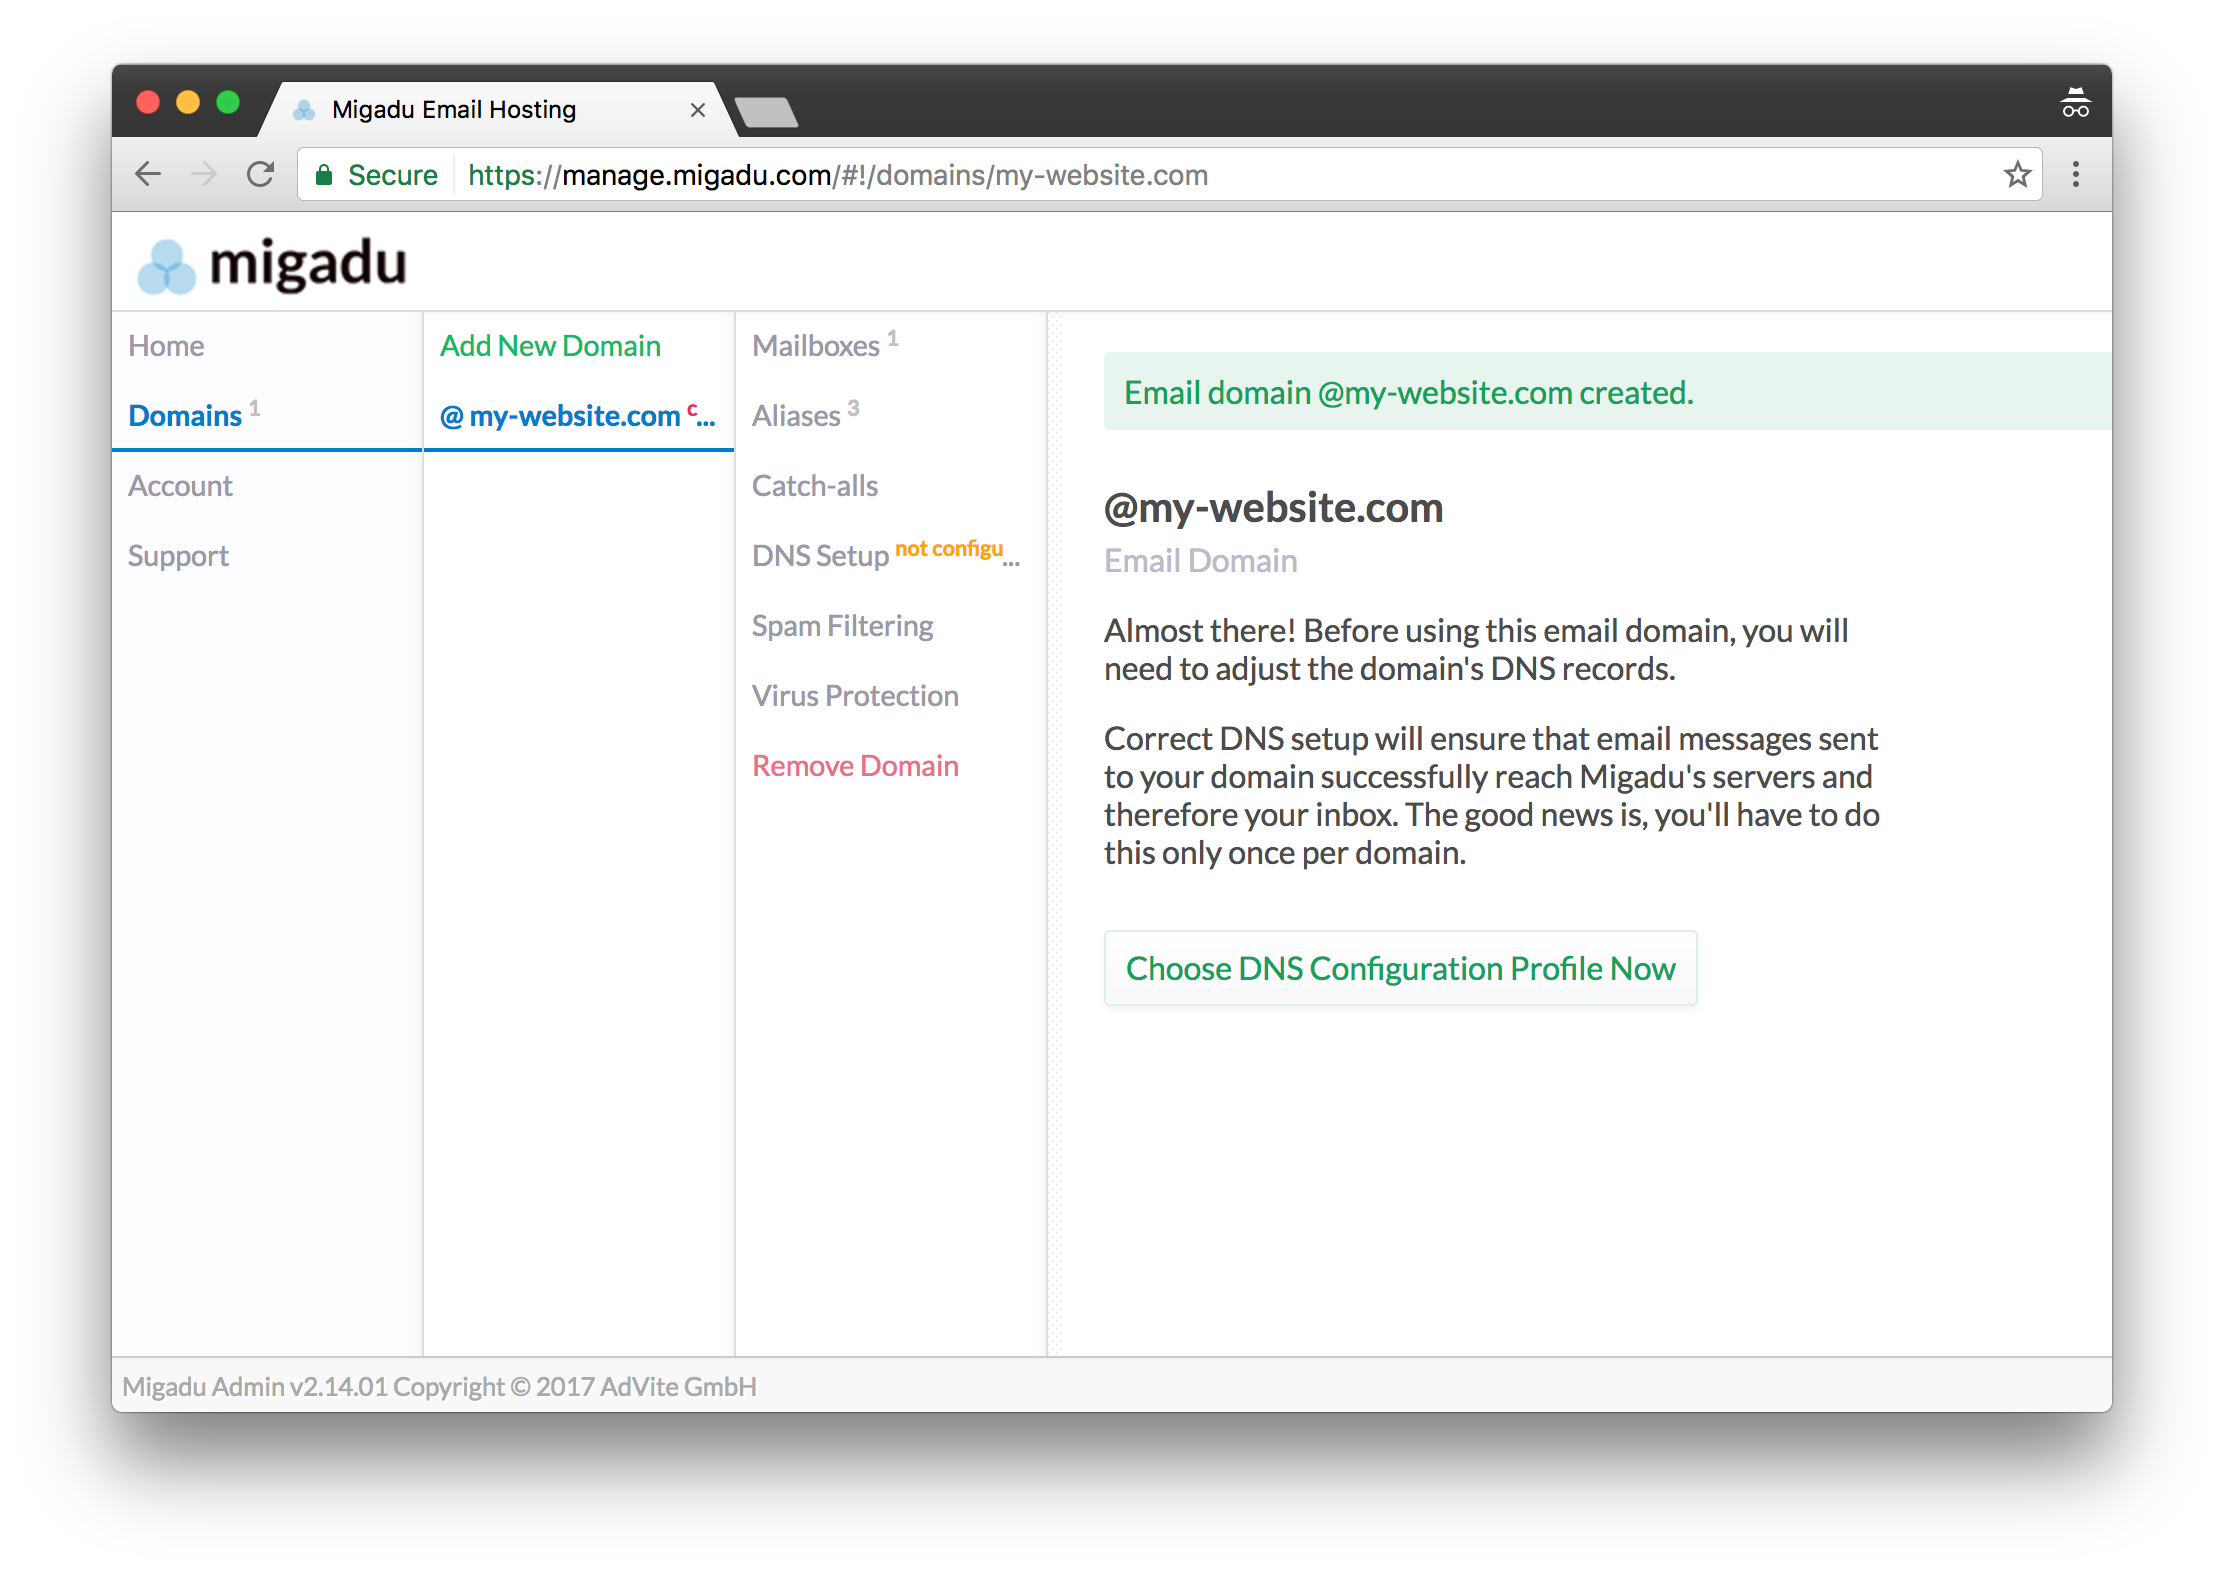 Migadu Email Hosting
Secure https://manage.migadu.com/#!/domains/my-website.com
migadu
Home
Domains 1
Account
Support
Add New Domain
@ my-website.com c...
Mailboxes 1
Aliases 3
Catch-alls
DNS Setup not configu...
Spam Filtering
Virus Protection
Remove Domain
Email domain @my-website.com created.
@my-website.com
Email Domain
Almost there! Before using this email domain, you will
need to adjust the domain's DNS records.
Correct DNS setup will ensure that email messages sent
to your domain successfully reach Migadu's servers and
therefore your inbox. The good news is, you'll have to do
this only once per domain.
Choose DNS Configuration Profile Now
Migadu Admin v2.14.01 Copyright © 2017 AdVite GmbH